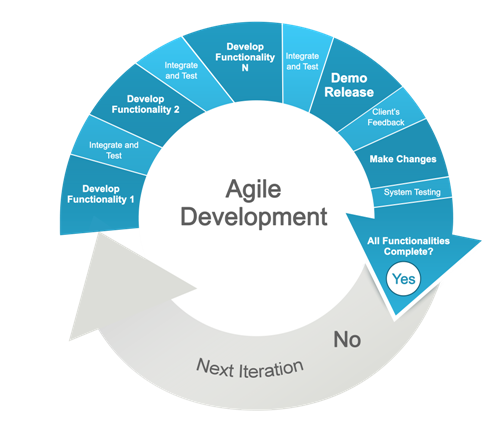 Develop
Functionality 1
Integrate and
Test
Develop
Functionality 2
Integrate
and Test
Develop
Functionality
N
Integrate
and Test
Demo
Release
Client's
Feedback
Make Changes
System Testing
All Functionalities
Complete?
Yes
No
Next Iteration
Agile
Development